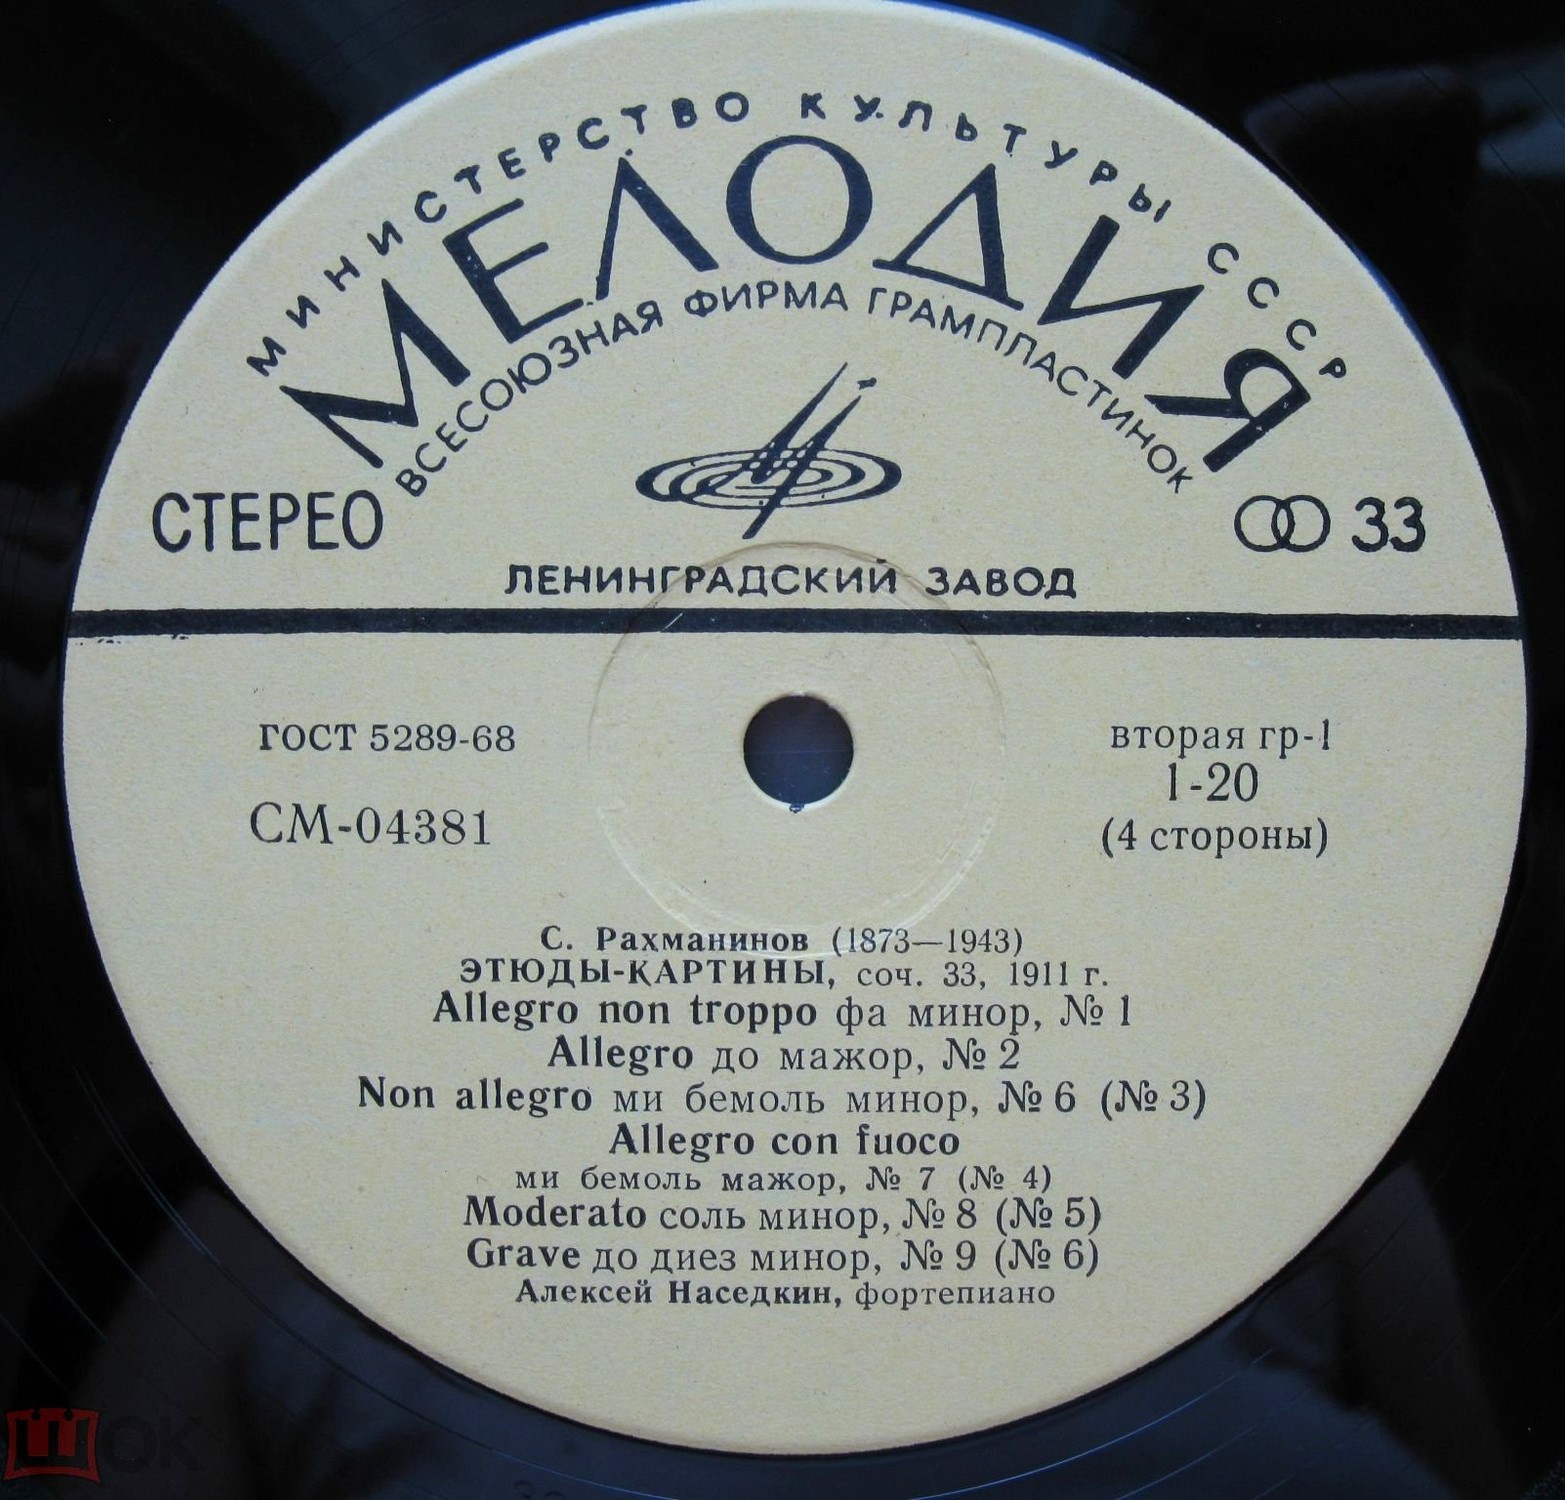 МИНИСТЕРСТВО КУЛЬТУРЫ СССР
МЕЛОДИЯ
ВСЕСОЮЗНАЯ ФИРМА ГРАМПЛАСТИНОК
СТЕРЕО
33
ЛЕНИНГРАДСКИЙ ЗАВОД
ГОСТ 5289-68
вторая гр-1
1-20
СМ-04381
(4 стороны)
С. Рахманинов (1873—1943)
ЭТЮДЫ-КАРТИНЫ, соч. 33, 1911 г.
Allegro non troppo фа минор, № 1
Allegro до мажор, № 2
Non allegro ми бемоль минор, № 6 (№ 3)
Allegro con fuoco
ми бемоль мажор, № 7 (№ 4)
Moderato соль минор, № 8 (№ 5)
Grave до диез минор, № 9 (№ 6)
Алексей Наседкин, фортепиано
ШОК